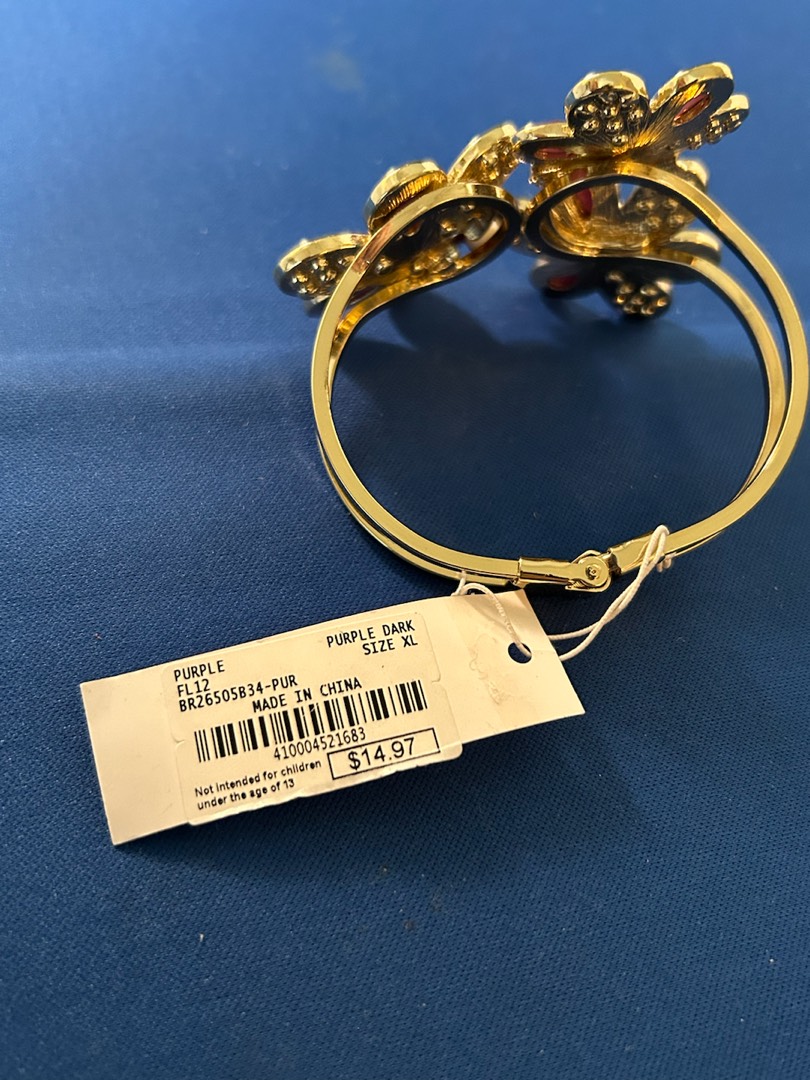 PURPLE DARK
SIZE XL
PURPLE
FL12
BR26505B34-PUR
MADE IN CHINA
410004521683
Not intended for children
under the age of 13
$14.97